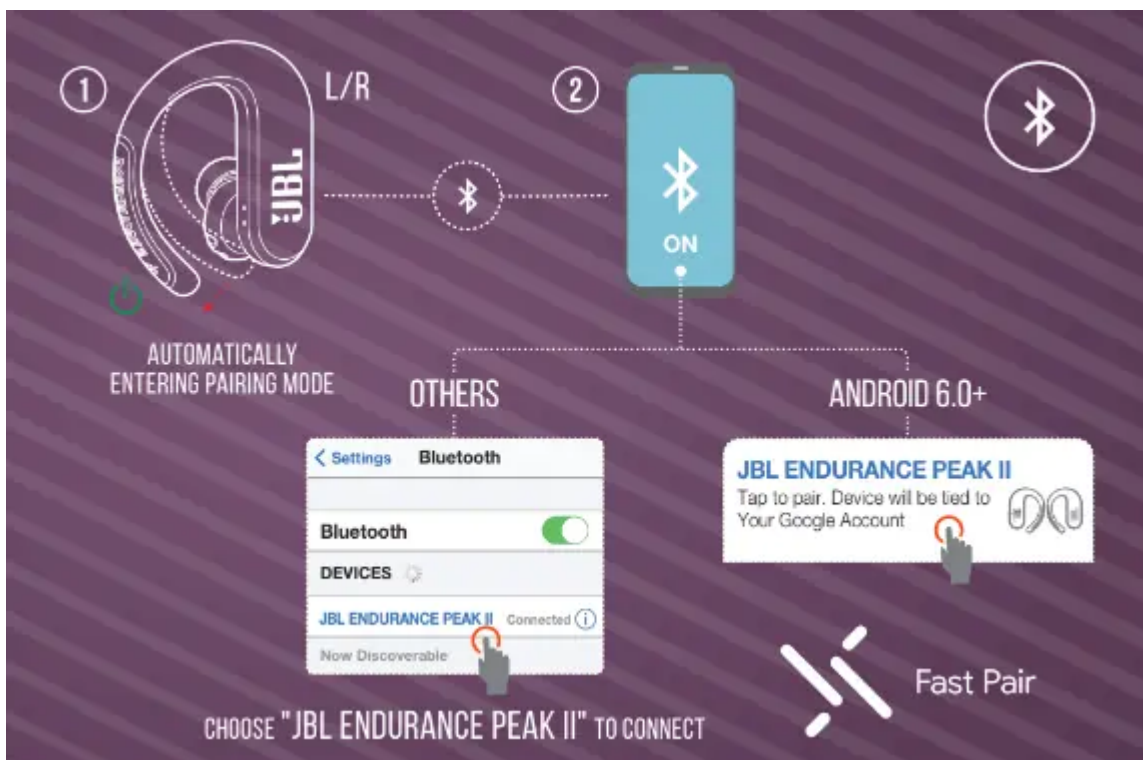 1
L/R
JBL
2
ON
AUTOMATICALLY
ENTERING PAIRING MODE
OTHERS
Settings Bluetooth
Bluetooth
DEVICES
JBL ENDURANCE PEAK II Connected i
Now Discoverable
CHOOSE "JBL ENDURANCE PEAK II" TO CONNECT
ANDROID 6.0+
JBL ENDURANCE PEAK II
Tap to pair. Device will be tied to
Your Google Account
Fast Pair